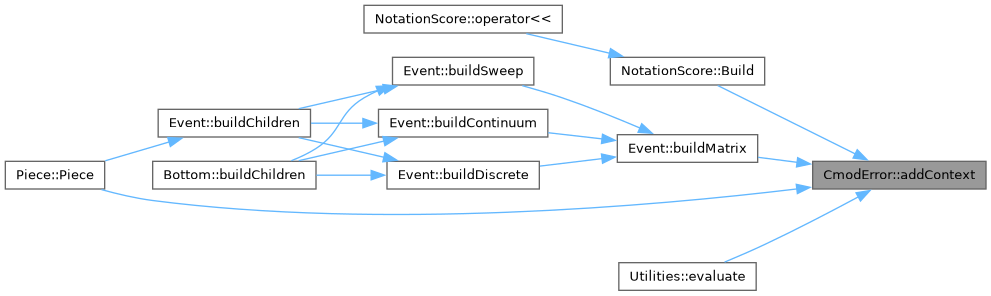 NotationScore::operator<<
Event::buildSweep
NotationScore::Build
Event::buildChildren
Event::buildContinuum
Event::buildMatrix
Piece::Piece
Bottom::buildChildren
Event::buildDiscrete
CmodError::addContext
Utilities::evaluate